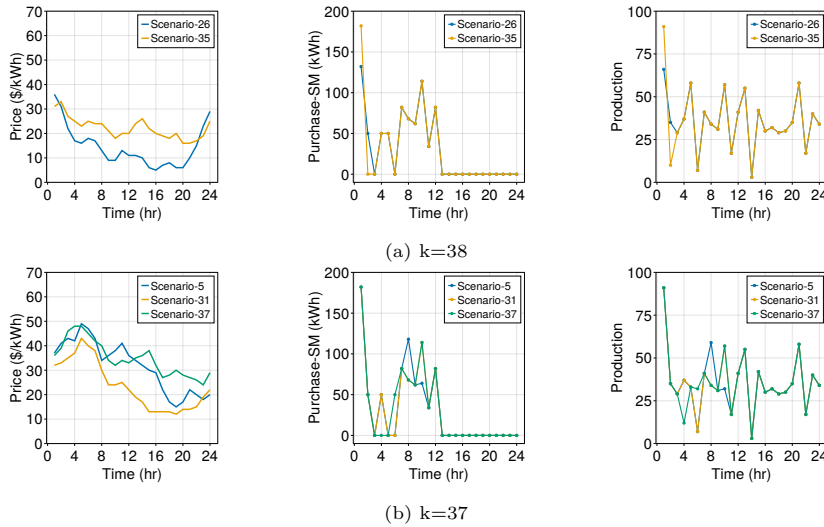 70
60
50
40
30
20
10
0
Price ($/kWh)
Scenario-26
Scenario-35
0 4 8 12 16 20 24
Time (hr)
200
150
100
50
0
Purchase-SM (kWh)
Scenario-26
Scenario-35
0 4 8 12 16 20 24
Time (hr)
100
75
50
25
0
Production
Scenario-26
Scenario-35
0 4 8 12 16 20 24
Time (hr)
(a) k=38
70
60
50
40
30
20
10
0
Price ($/kWh)
Scenario-5
Scenario-31
Scenario-37
0 4 8 12 16 20 24
Time (hr)
200
150
100
50
0
Purchase-SM (kWh)
Scenario-5
Scenario-31
Scenario-37
0 4 8 12 16 20 24
Time (hr)
100
75
50
25
0
Production
Scenario-5
Scenario-31
Scenario-37
0 4 8 12 16 20 24
Time (hr)
(b) k=37